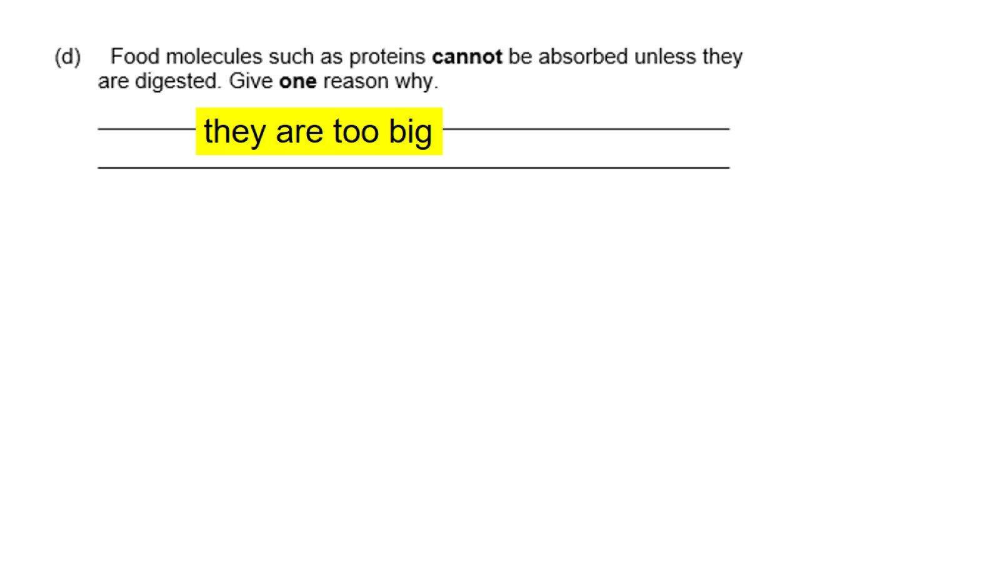 (d) Food molecules such as proteins cannot be absorbed unless they
are digested. Give one reason why.
they are too big